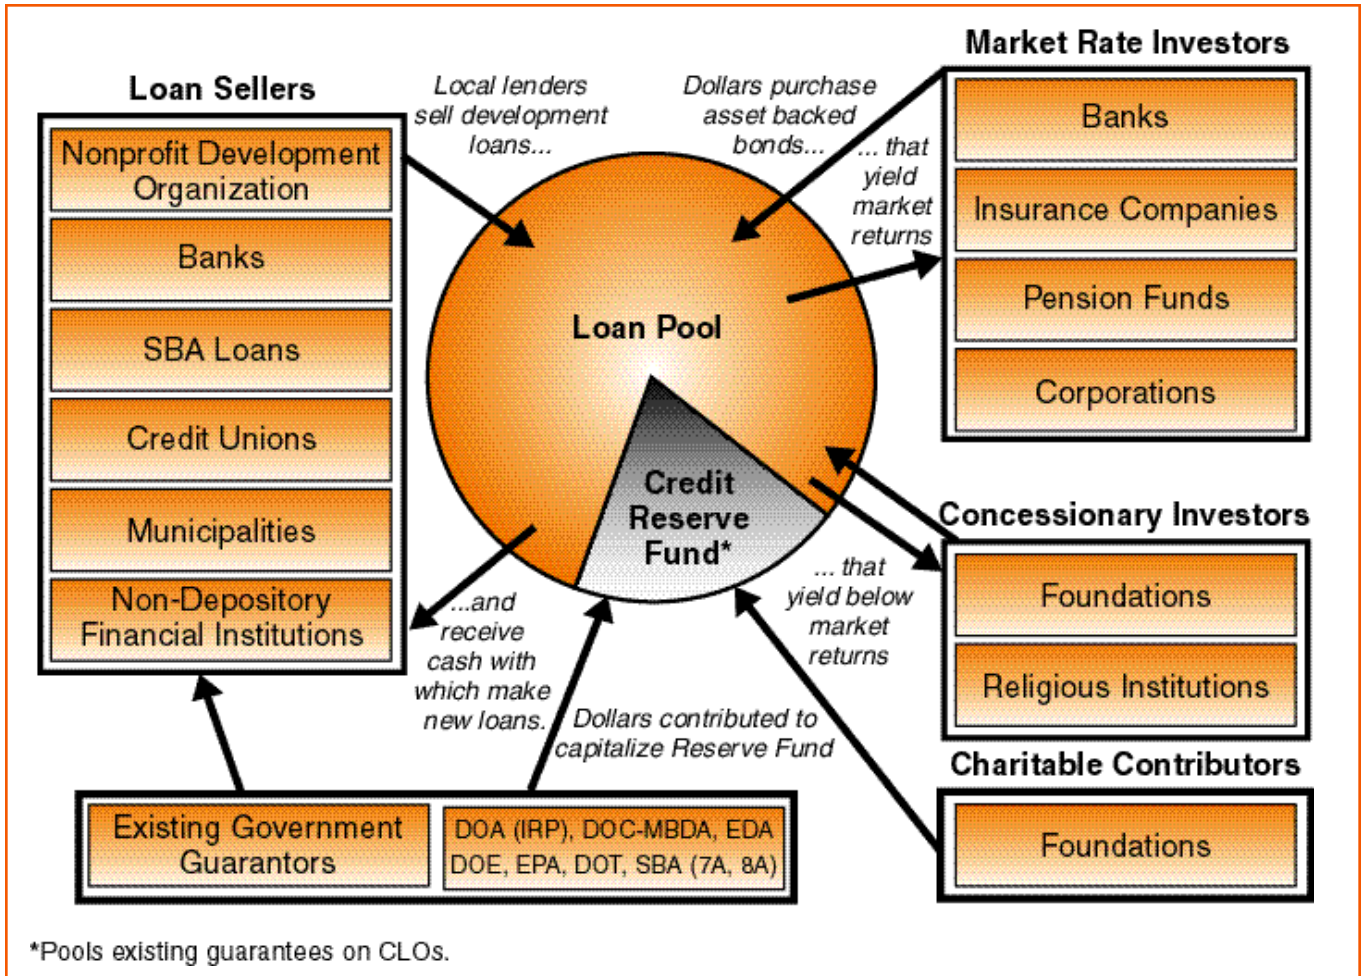 Loan Sellers
Nonprofit Development
Organization
Banks
SBA Loans
Credit Unions
Municipalities
Non-Depository
Financial Institutions
Local lenders
sell development
loans...
Dollars purchase
asset backed
bonds...
... that
yield
market
returns
Market Rate Investors
Banks
Insurance Companies
Pension Funds
Corporations
Loan Pool
Credit
Reserve
Fund*
Concessionary Investors
Foundations
Religious Institutions
... that
yield below
market
returns
...and
receive
cash with
which make
new loans.
Dollars contributed to
capitalize Reserve Fund
Charitable Contributors
Foundations
Existing Government
Guarantors
DOA (IRP), DOC-MBDA, EDA
DOE, EPA, DOT, SBA (7A, 8A)
*Pools existing guarantees on CLOs.